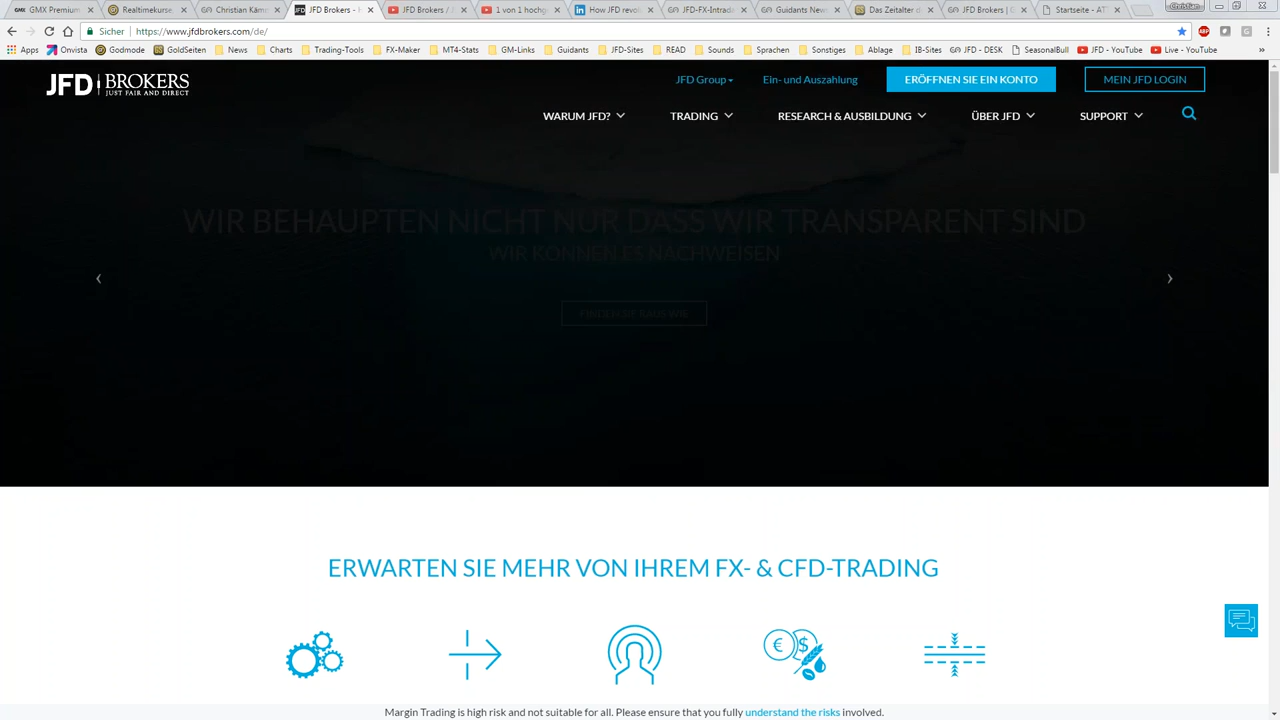 GMX Premium
Realtimekurse
Christian Kämm
JFD Brokers - H
JFD Brokers / J
1 von 1 hochg
How JFD revol
JFD-FX-Intrad
Guidants New
Das Zeitalter d
JFD Brokers | E
Startseite - AT
Christian
Sicher https://www.jfdbrokers.com/de/
Apps Onvista Godmode GoldSeiten News Charts Trading-Tools FX-Maker MT4-Stats GM-Links Guidants JFD-Sites READ Sounds Sprachen Sonstiges Ablage IB-Sites JFD - DESK SeasonalBull JFD - YouTube Live - YouTube
JFD Group Ein- und Auszahlung ERÖFFNEN SIE EIN KONTO MEIN JFD LOGIN
JFD BROKERS
JUST FAIR AND DIRECT
WARUM JFD? TRADING RESEARCH & AUSBILDUNG ÜBER JFD SUPPORT
WIR BEHAUPTEN NICHT NUR DASS WIR TRANSPARENT SIND
WIR KÖNNEN ES NACHWEISEN
ERWARTEN SIE MEHR VON IHREM FX- & CFD-TRADING
Margin Trading is high risk and not suitable for all. Please ensure that you fully understand the risks involved.